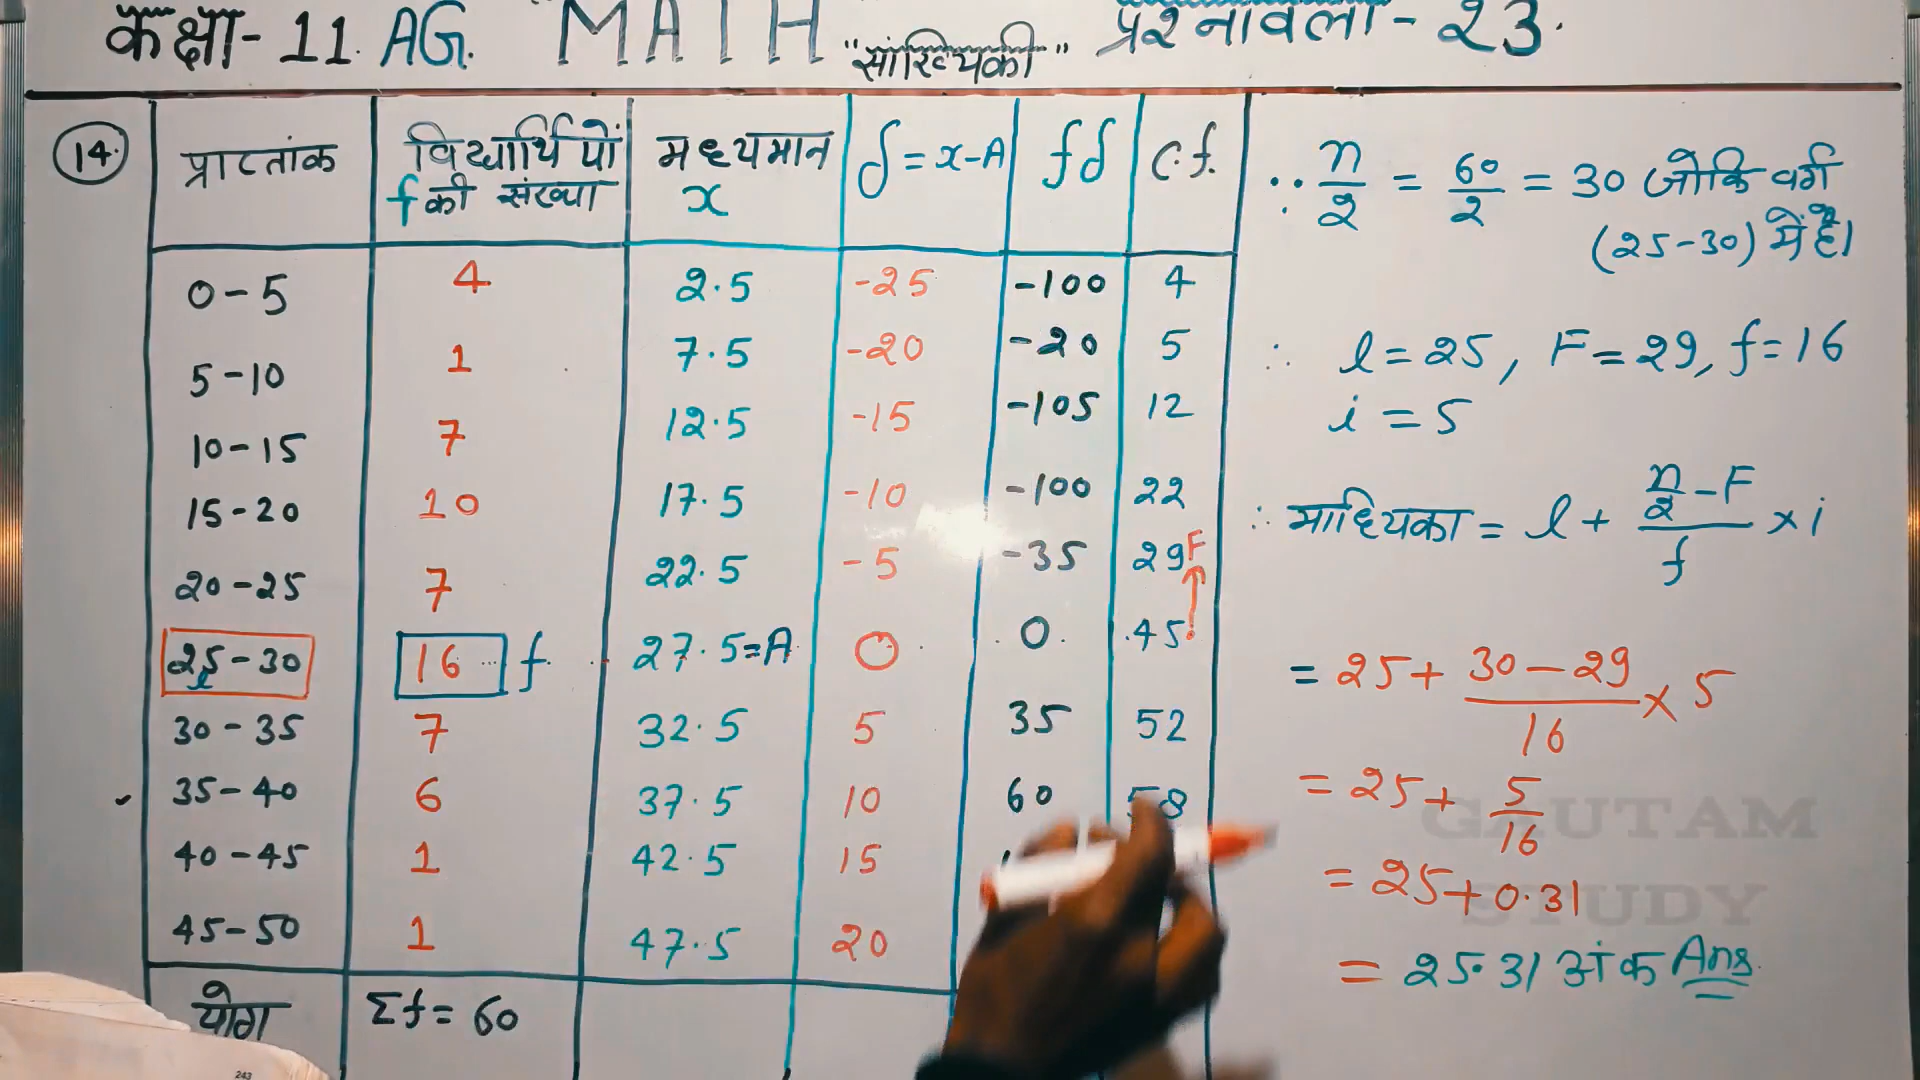 कक्षा- 11 AG. MATH "सांख्यिकी" प्रश्नावली - 23.
14. प्राप्तांक विद्यार्थियों की संख्या f मध्यमान x d = x-A fd c.f.
0-5 4 2.5 -25 -100 4
5-10 1 7.5 -20 -20 5
10-15 7 12.5 -15 -105 12
15-20 10 17.5 -10 -100 22
20-25 7 22.5 -5 -35 29 F
25-30 l 16 f 27.5=A 0 0 45
30-35 7 32.5 5 35 52
35-40 6 37.5 10 60 58
40-45 1 42.5 15
45-50 1 47.5 20
योग Σf = 60
∵ n/2 = 60/2 = 30 जोकि वर्ग
(25-30) में है।
∴ l = 25, F = 29, f = 16
i = 5
∴ माध्यिका = l + (n/2 - F)/f × i
= 25 + (30 - 29)/16 × 5
= 25 + 5/16
= 25 + 0.31
= 25.31 अंक Ans
GAUTAM
STUDY
243